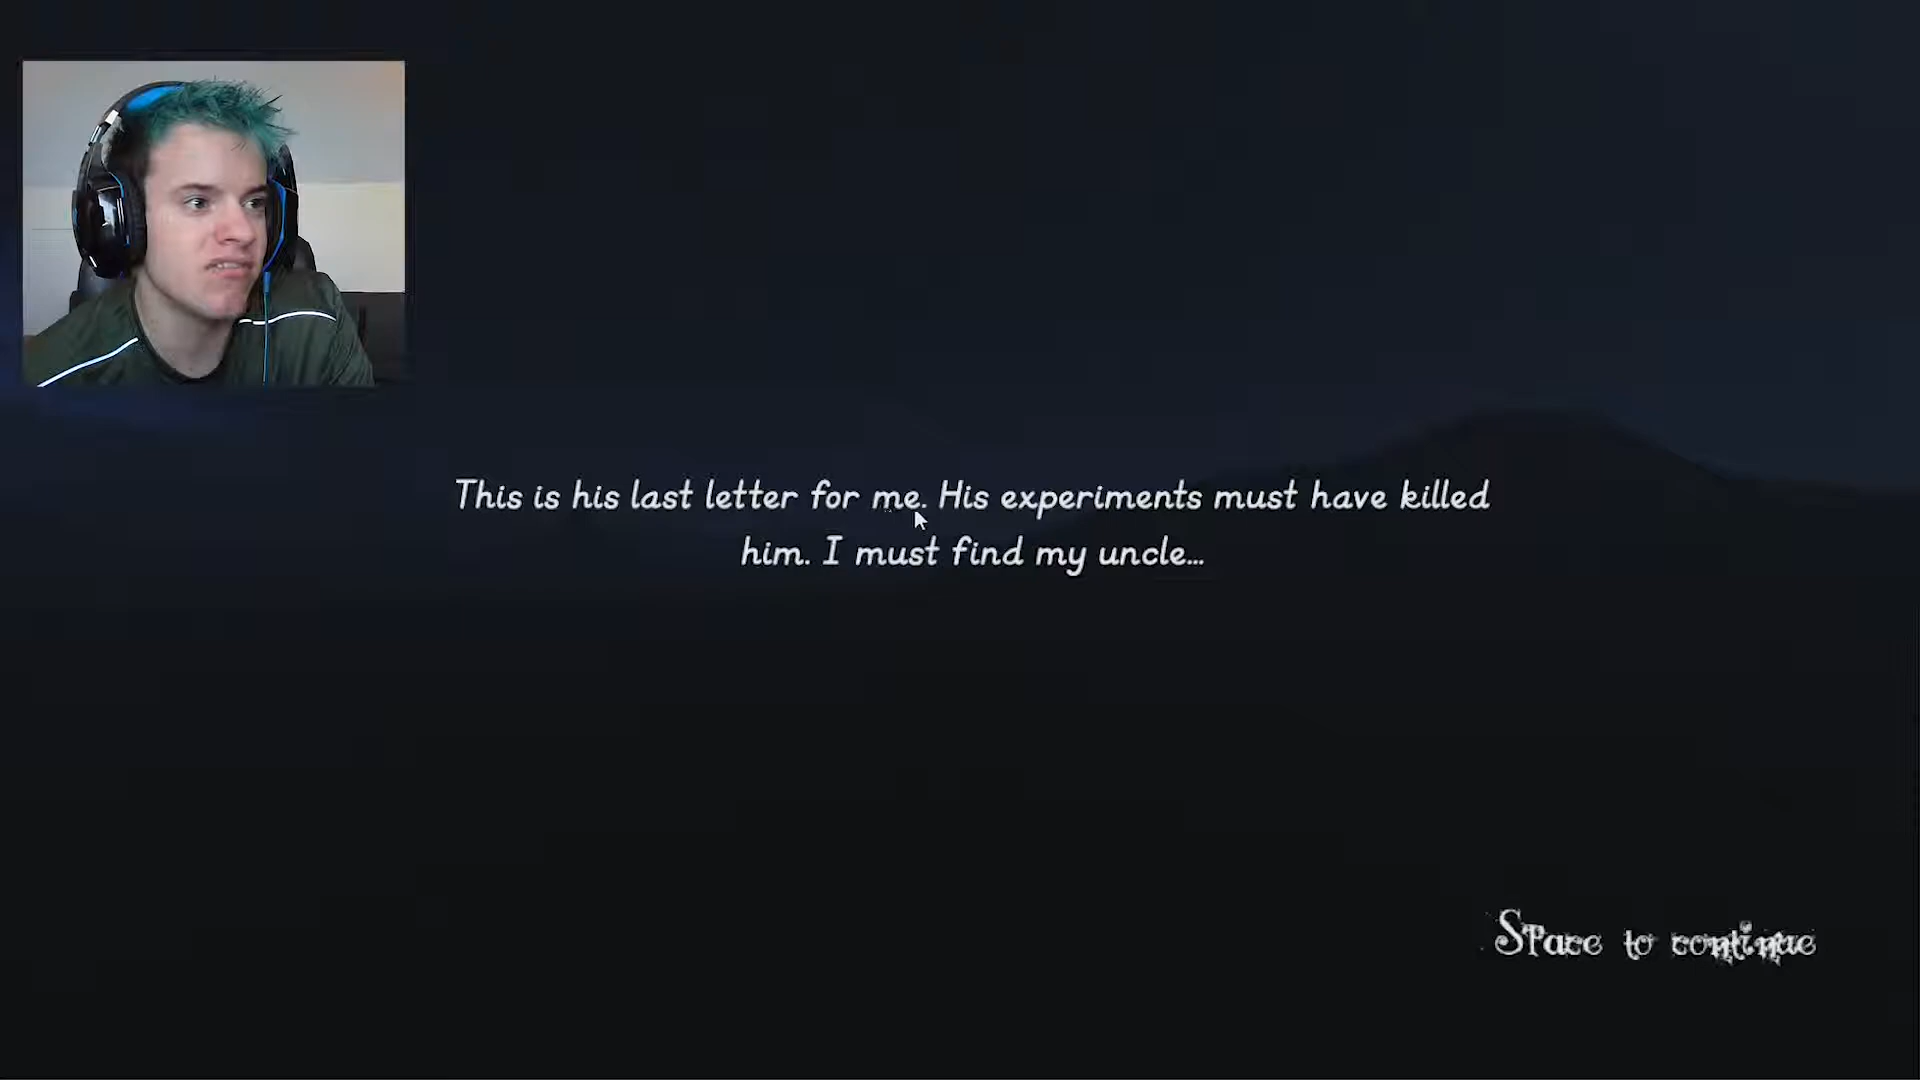 This is his last letter for me. His experiments must have killed
him. I must find my uncle...
Space to continue